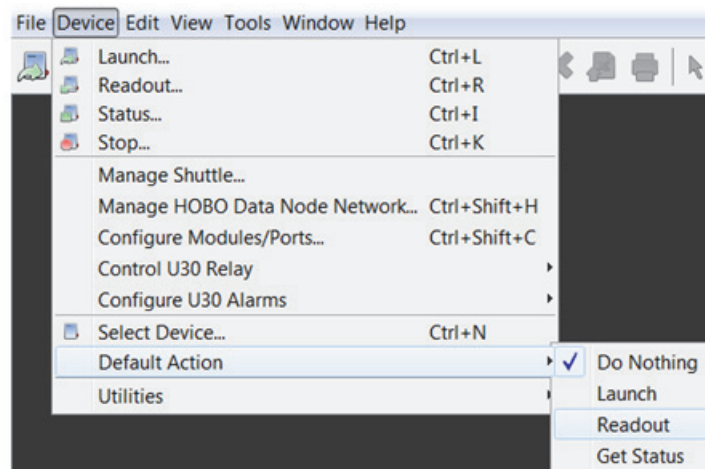 File Device Edit View Tools Window Help
Launch... Ctrl+L
Readout... Ctrl+R
Status... Ctrl+I
Stop... Ctrl+K
Manage Shuttle...
Manage HOBO Data Node Network... Ctrl+Shift+H
Configure Modules/Ports... Ctrl+Shift+C
Control U30 Relay
Configure U30 Alarms
Select Device... Ctrl+N
Default Action
Utilities
Do Nothing
Launch
Readout
Get Status